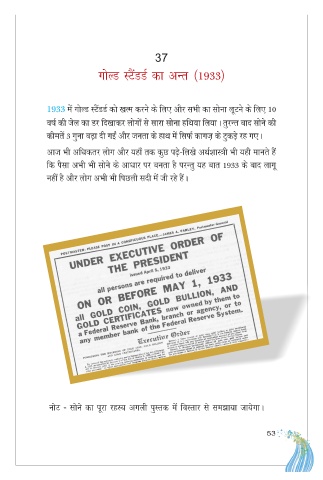 37
गोल्ड स्टैंडर्ड का अन्त (1933)
1933 में गोल्ड स्टैंडर्ड को खत्म करने के लिए और सभी का सोना लूटने के लिए 10
वर्ष की जेल का डर दिखाकर लोगों से सारा सोना हथिया लिया। तुरन्त बाद सोने की
कीमतें 3 गुना बढ़ा दी गईं और जनता के हाथ में सिर्फ कागज़ के टुकड़े रह गए।
आज भी अधिकतर लोग और यहाँ तक कुछ पढ़े-लिखे अर्थशास्त्री भी यही मानते हैं
कि पैसा अभी भी सोने के आधार पर बनता है परन्तु यह बात 1933 के बाद लागू
नहीं है और लोग अभी भी पिछली सदी में जी रहे हैं।
POSTMASTER: PLEASE POST IN A CONSPICUOUS PLACE.—JAMES A. FARLEY, Postmaster General
UNDER EXECUTIVE ORDER OF
THE PRESIDENT
Issued April 5, 1933
all persons are required to deliver
ON OR BEFORE MAY 1, 1933
all GOLD COIN, GOLD BULLION, AND
GOLD CERTIFICATES now owned by them to
a Federal Reserve Bank, branch or agency, or to
any member bank of the Federal Reserve System.
Executive Order
नोट - सोने का पूरा रहस्य अगली पुस्तक में विस्तार से समझाया जायेगा।
53